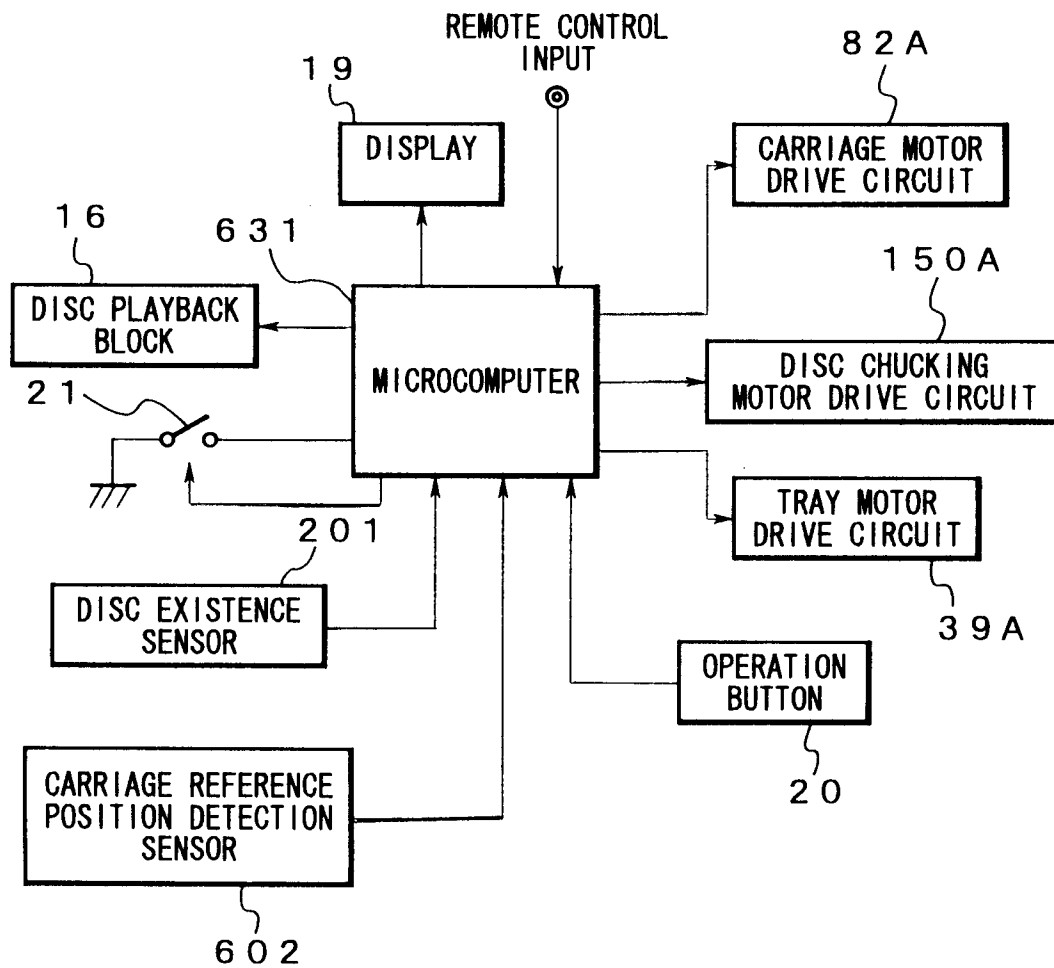 REMOTE CONTROL
INPUT
19
82A
DISPLAY
CARRIAGE MOTOR
DRIVE CIRCUIT
16
631
150A
DISC PLAYBACK
BLOCK
MICROCOMPUTER
DISC CHUCKING
MOTOR DRIVE CIRCUIT
21
201
TRAY MOTOR
DRIVE CIRCUIT
39A
DISC EXISTENCE
SENSOR
OPERATION
BUTTON
20
CARRIAGE REFERENCE
POSITION DETECTION
SENSOR
602